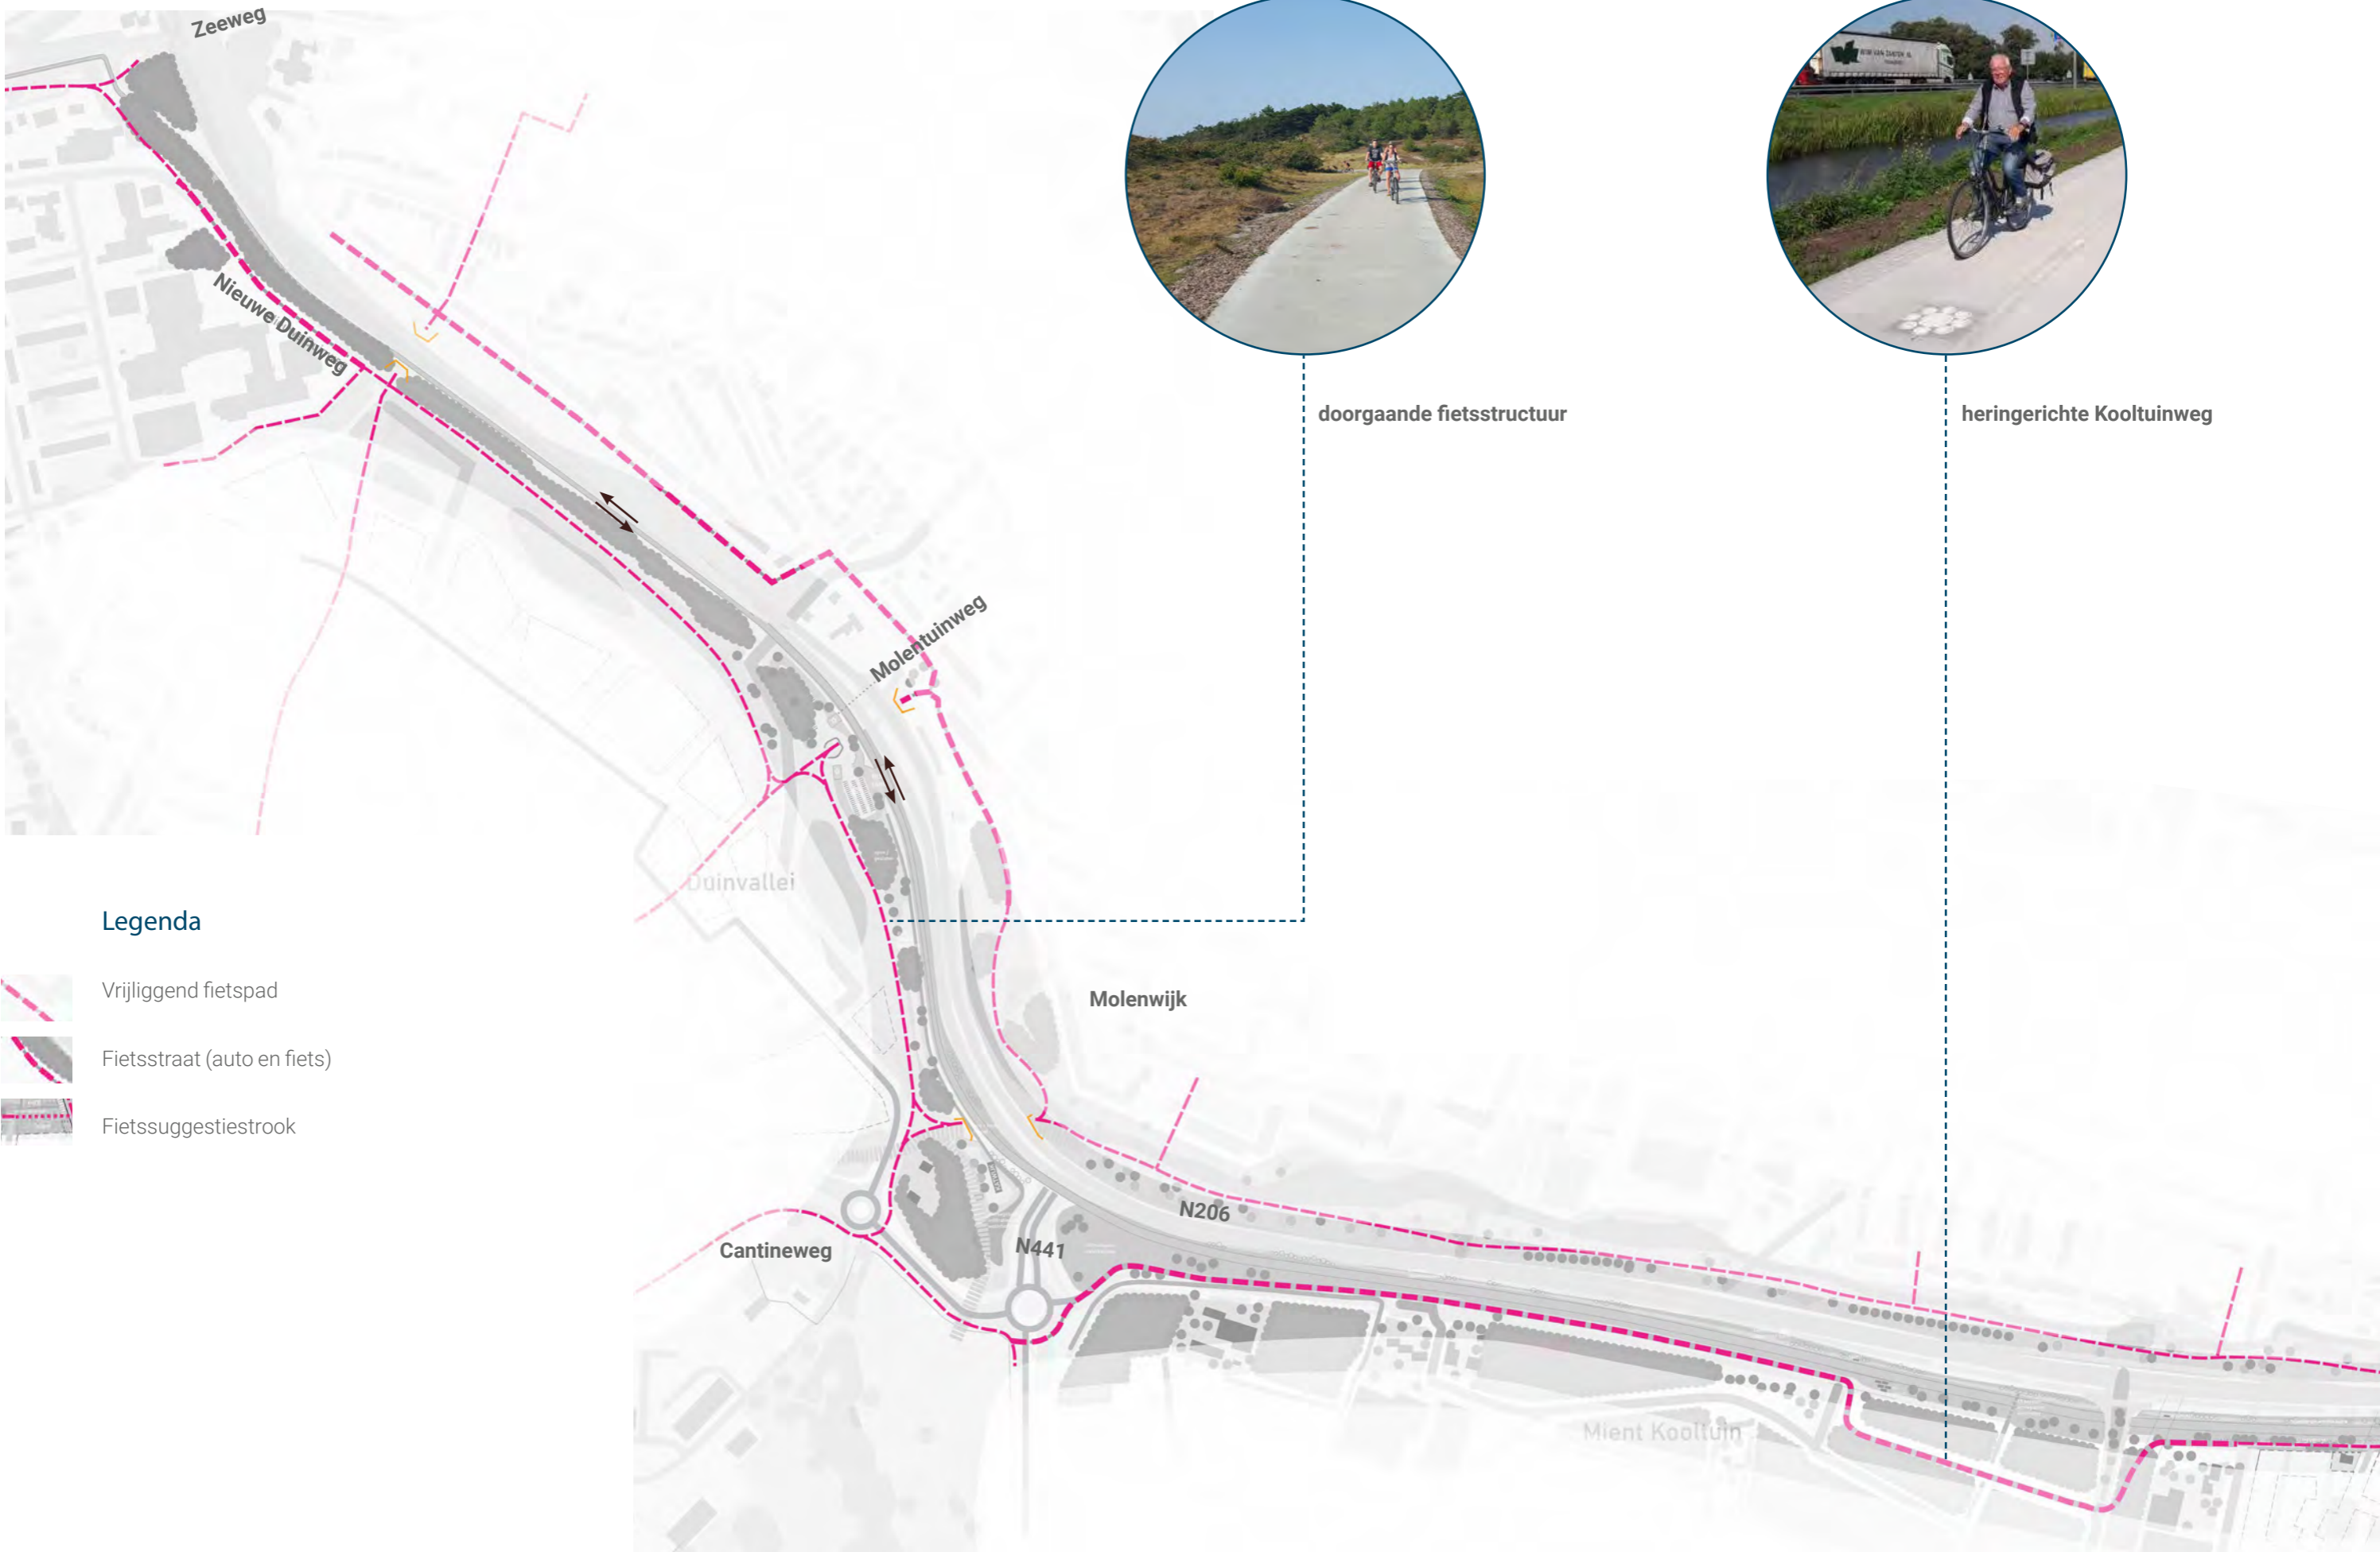 Zeeweg
Nieuwe Duinweg
doorgaande fietsstructuur
heringerichte Kooltuinweg
Molentuinweg
Duinvallei
Legenda
Vrijliggend fietspad
Fietsstraat (auto en fiets)
Fietssuggestiestrook
Molenwijk
N206
Cantineweg
N441
Mient Kooltuin